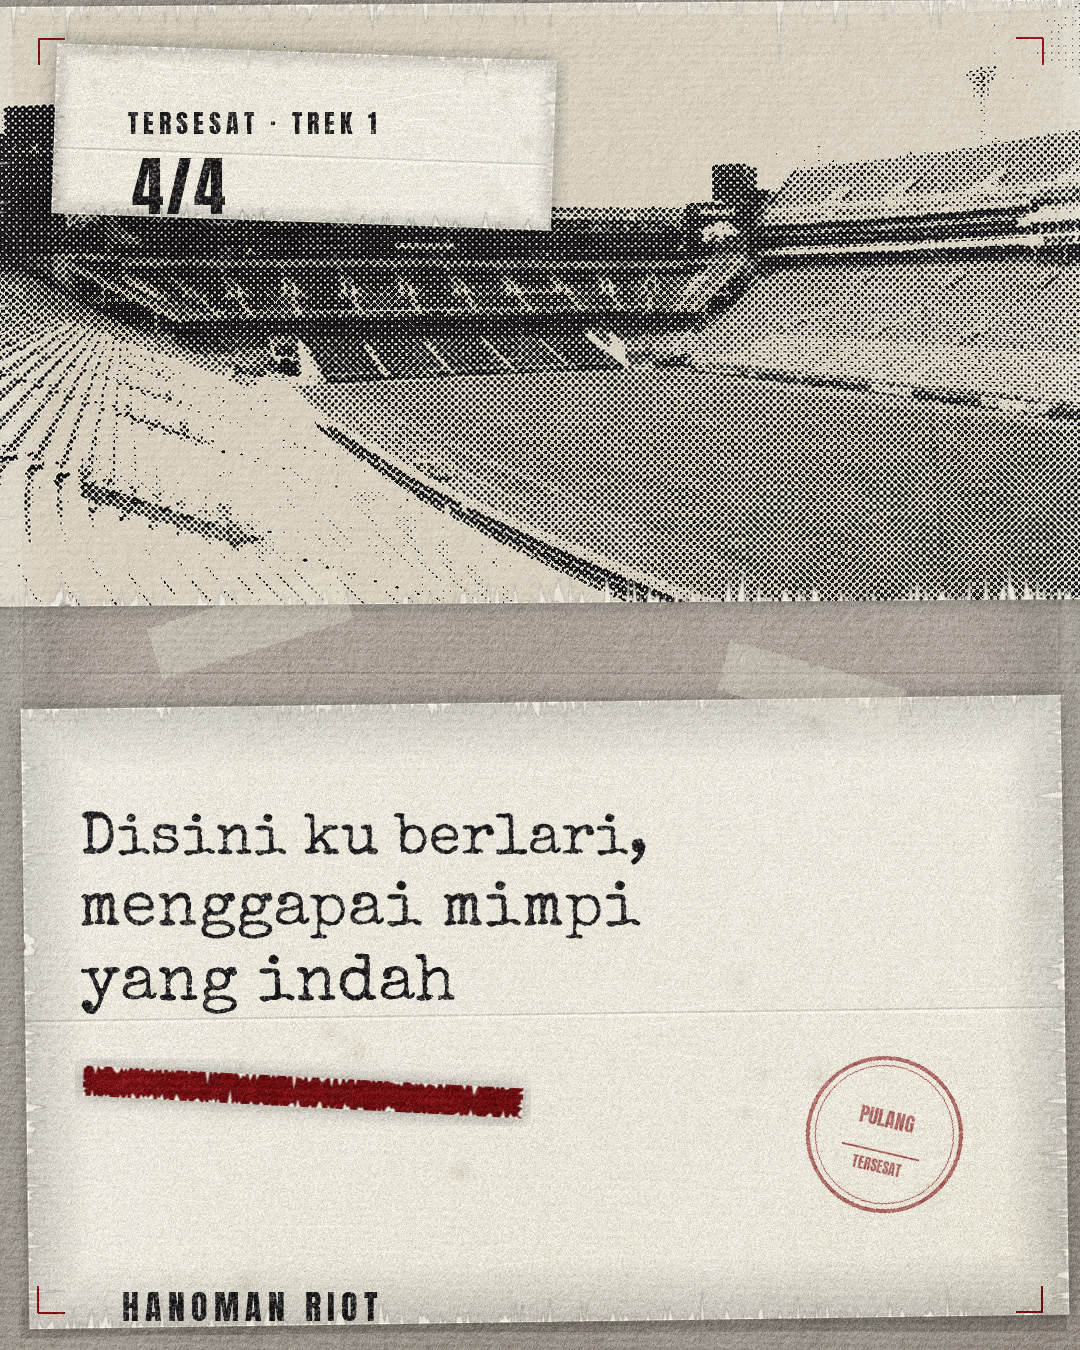 TERSESAT · TREK 1
4/4
Disini ku berlari,
menggapai mimpi
yang indah
PULANG
TERSESAT
HANOMAN RIOT